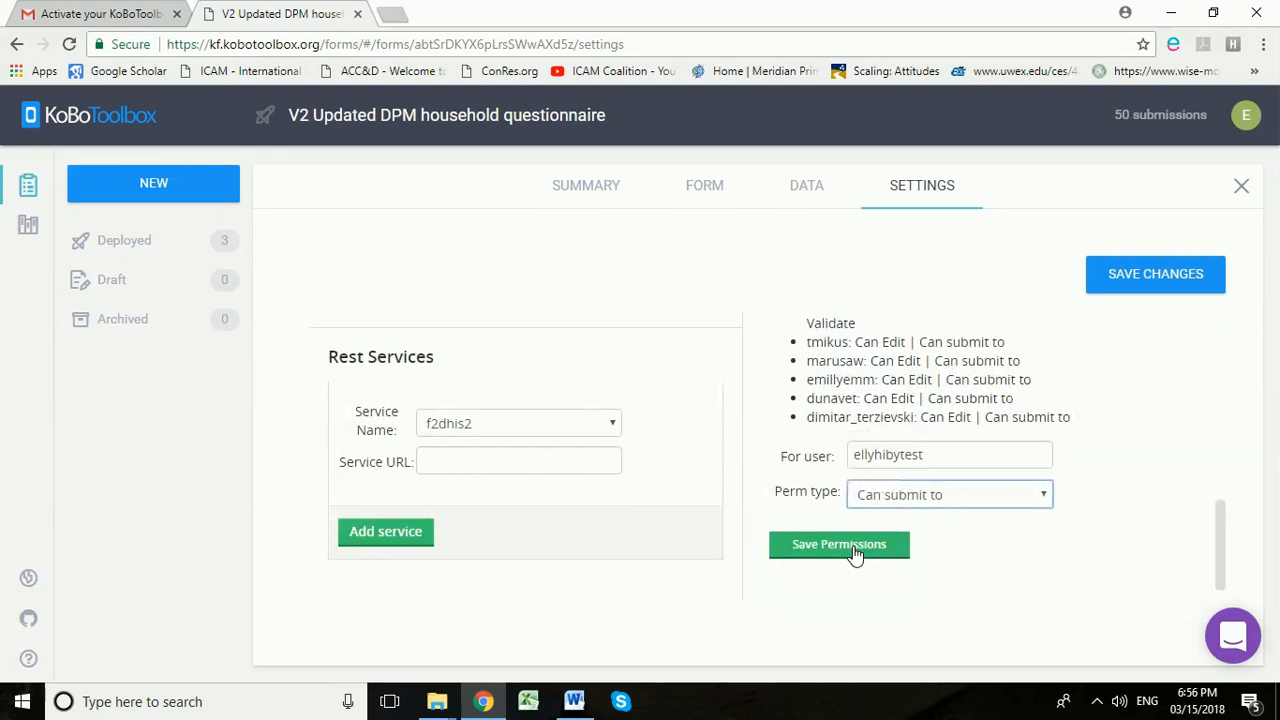 Activate your KoBoToolb
V2 Updated DPM househ
Secure
https://kf.kobotoolbox.org/forms/#/forms/abtSrDKYX6pLrsSWwAXd5z/settings
Apps
Google Scholar
ICAM - International
ACC&D - Welcome to
ConRes.org
ICAM Coalition - You
Home | Meridian Prim
Scaling: Attitudes
www.uwex.edu/ces/4
https://www.wise-mo
KoBoToolbox
V2 Updated DPM household questionnaire
50 submissions
E
NEW
SUMMARY
FORM
DATA
SETTINGS
Deployed
3
Draft
0
Archived
0
SAVE CHANGES
Validate
tmikus: Can Edit | Can submit to
marusaw: Can Edit | Can submit to
emillyemm: Can Edit | Can submit to
dunavet: Can Edit | Can submit to
dimitar_terzievski: Can Edit | Can submit to
Rest Services
Service Name:
f2dhis2
Service URL:
Add service
For user:
ellyhibytest
Perm type:
Can submit to
Save Permissions
Type here to search
ENG
6:56 PM
03/15/2018
5